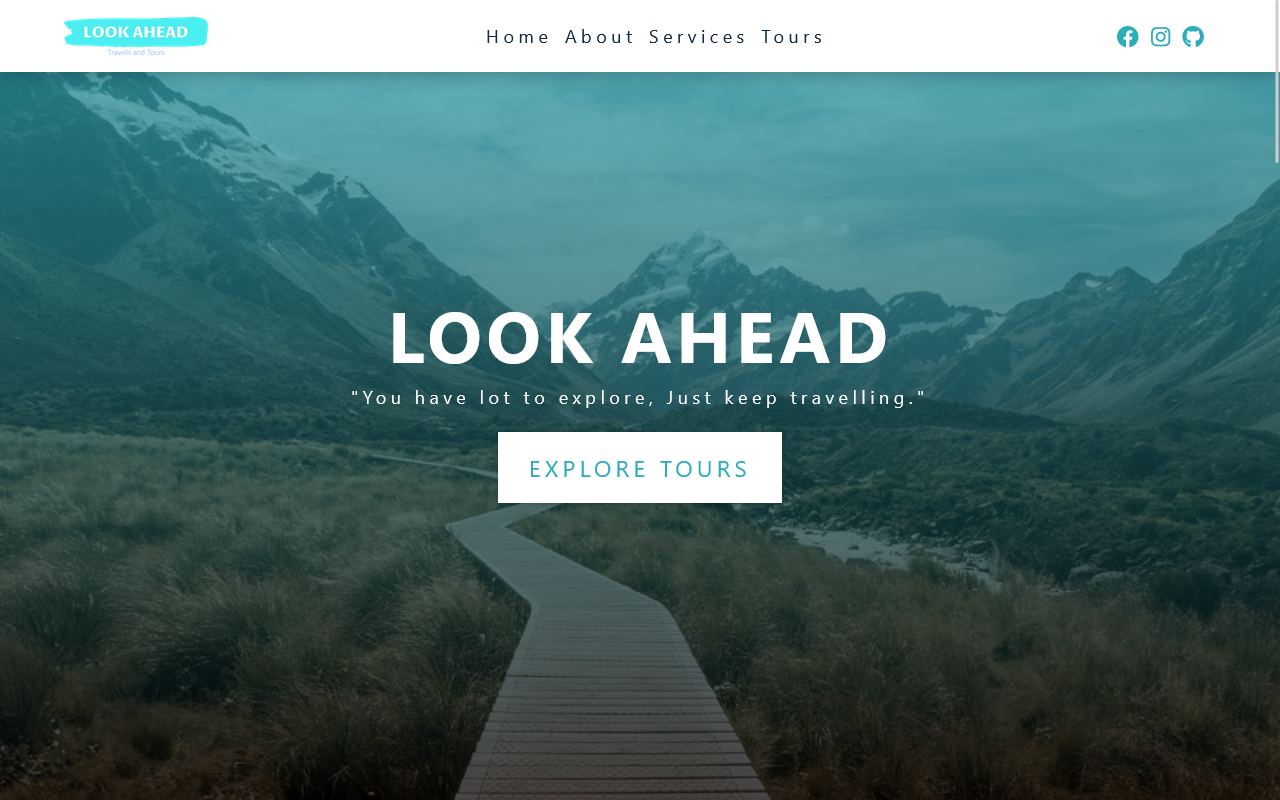 LOOK AHEAD
Travells and Tours
Home About Services Tours
LOOK AHEAD
"You have lot to explore, Just keep travelling."
EXPLORE TOURS